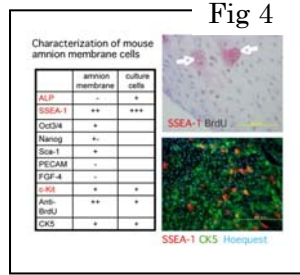 Fig 4
Characterization of mouse
amnion membrane cells
amnion membrane culture cells
ALP - +
SSEA-1 ++ +++
Oct3/4 +
Nanog +-
Sca-1 +
PECAM -
FGF-4 -
c-Kit + +
Anti-BrdU ++ +
CK5 + +
SSEA-1 BrdU
SSEA-1 CK5 Hoequest